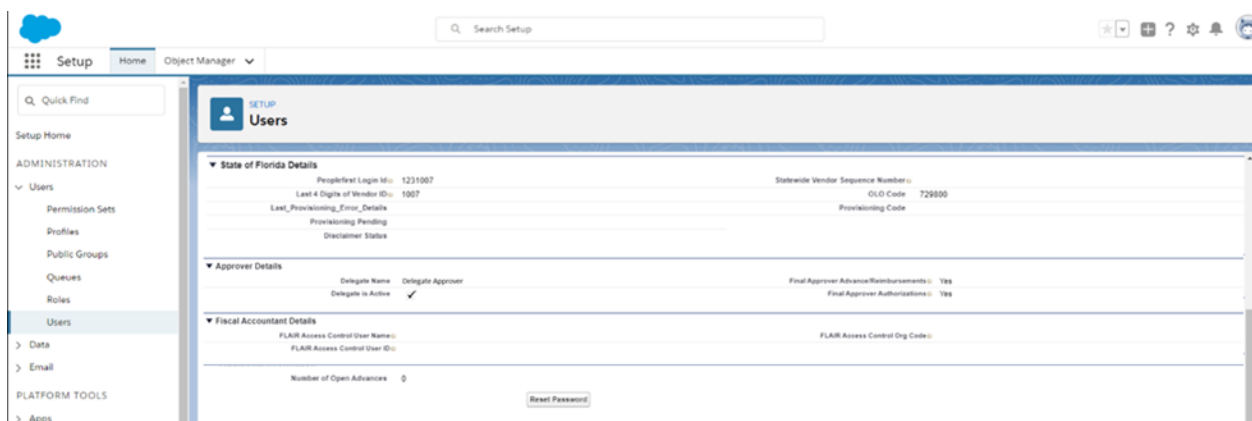 Search Setup
Setup Home Object Manager
Quick Find
Setup Home
ADMINISTRATION
Users
Permission Sets
Profiles
Public Groups
Queues
Roles
Users
Data
Email
PLATFORM TOOLS
Apps
SETUP
Users
State of Florida Details
Peoplefirst Login Id 1231007 Statewide Vendor Sequence Number
Last 4 Digits of Vendor ID 1007 OLO Code 729800
Last_Provisioning_Error_Details Provisioning Code
Provisioning Pending
Disclaimer Status
Approver Details
Delegate Name Delegate Approver Final Approver Advance/Reimbursements Yes
Delegate is Active Final Approver Authorizations Yes
Fiscal Accountant Details
FLAIR Access Control User Name FLAIR Access Control Org Code
FLAIR Access Control User ID
Number of Open Advances 0
Reset Password